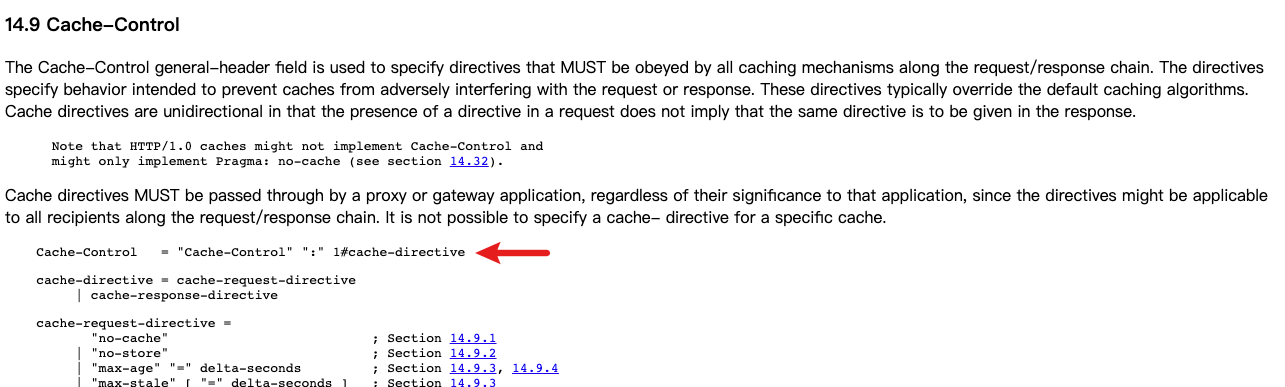 14.9 Cache–Control
The Cache–Control general–header field is used to specify directives that MUST be obeyed by all caching mechanisms along the request/response chain. The directives
specify behavior intended to prevent caches from adversely interfering with the request or response. These directives typically override the default caching algorithms.
Cache directives are unidirectional in that the presence of a directive in a request does not imply that the same directive is to be given in the response.
Note that HTTP/1.0 caches might not implement Cache-Control and
might only implement Pragma: no-cache (see section 14.32).
Cache directives MUST be passed through by a proxy or gateway application, regardless of their significance to that application, since the directives might be applicable
to all recipients along the request/response chain. It is not possible to specify a cache– directive for a specific cache.
Cache-Control   = "Cache-Control" ":" 1#cache-directive
cache-directive = cache-request-directive
| cache-response-directive
cache-request-directive =
"no-cache"                          ; Section 14.9.1
| "no-store"                          ; Section 14.9.2
| "max-age" "=" delta-seconds         ; Section 14.9.3, 14.9.4
| "max-stale" [ "=" delta-seconds ]   ; Section 14.9.3